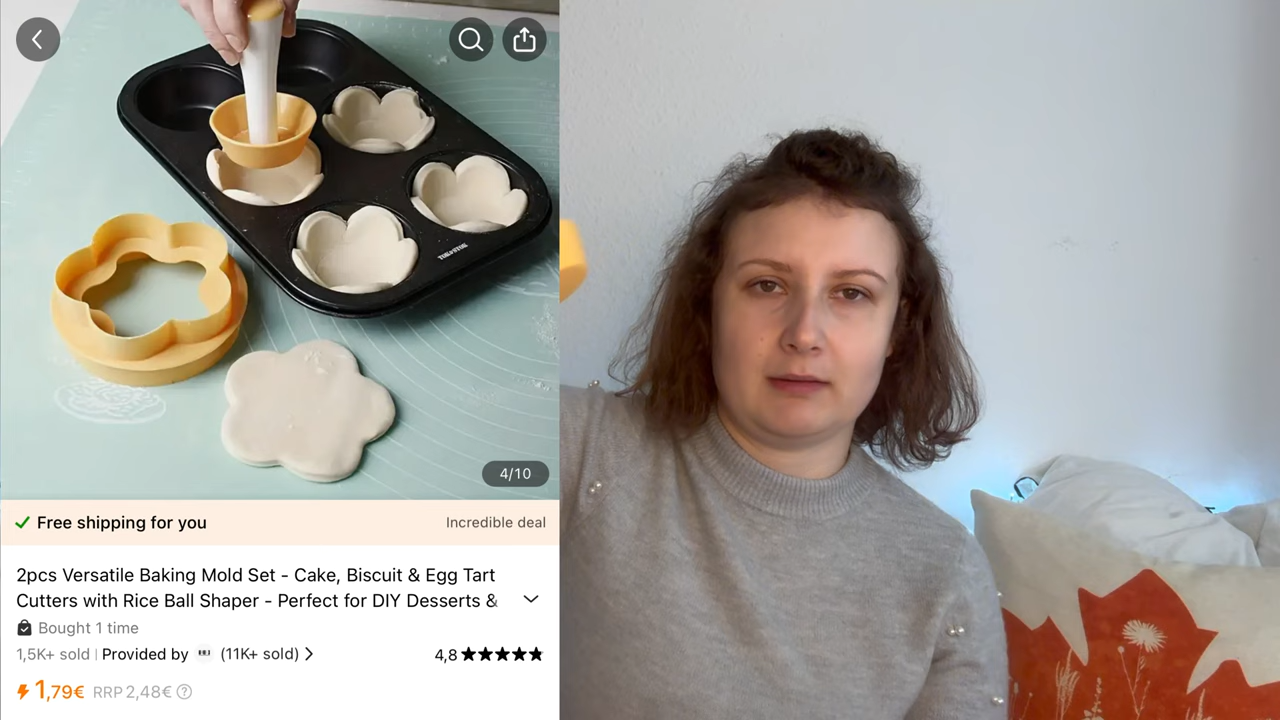 4/10
Free shipping for you
Incredible deal
2pcs Versatile Baking Mold Set - Cake, Biscuit & Egg Tart
Cutters with Rice Ball Shaper - Perfect for DIY Desserts &
Bought 1 time
1,5K+ sold | Provided by (11K+ sold)
4,8
1,79€ RRP 2,48€